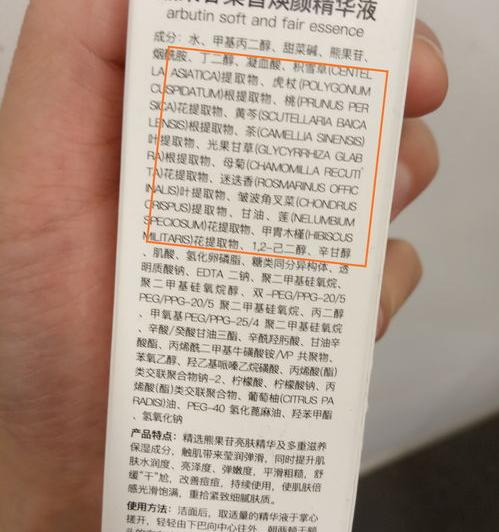 焕颜精华液
arbutin soft and fair essence
成分：水、甲基丙二醇、甜菜碱、熊果苷、
烟酰胺、丁二醇、凝血酸、积雪草(CENTEL
LA ASIATICA)提取物、虎杖(POLYGONUM
CUSPIDATUM)根提取物、桃(PRUNUS PER
SICA)花提取物、黄芩(SCUTELLARIA BAICA
LENSIS)根提取物、茶(CAMELLIA SINENSIS)
叶提取物、光果甘草(GLYCYRRHIZA GLAB
RA)根提取物、母菊(CHAMOMILLA RECUTI
TA)花提取物、迷迭香(ROSMARINUS OFFIC
INALIS)叶提取物、皱波角叉菜(CHONDRUS
CRISPUS)提取物、甘油、莲(NELUMBIUM
SPECIOSUM)花提取物、甲胄木槿(HIBISCUS
MILITARIS)花提取物、1,2-己二醇、辛甘醇
、肌酸、氢化卵磷脂、糖类同分异构体、透
明质酸钠、EDTA 二钠、聚二甲基硅氧烷、
聚二甲基硅氧烷醇、双-PEG/PPG-20/5
PEG/PPG-20/5 聚二甲基硅氧烷、丙二醇
、甲氧基PEG/PPG-25/4 聚二甲基硅氧烷
、辛酸/癸酸甘油三酯、辛酰羟肟酸、甘油辛
酸酯、丙烯酰二甲基牛磺酸铵/VP 共聚物、
苯氧乙醇、羟乙基哌嗪乙烷磺酸、丙烯酸(酯)
类交联聚合物钠-2、柠檬酸、柠檬酸钠、丙
烯酸(酯)类交联聚合物、葡萄柚(CITRUS PA
RADISI)油、PEG-40 氢化蓖麻油、羟苯甲酯
、氢氧化钠
产品特点：精选熊果苷亮肤精华及多重滋养
保湿成分，触肌带来莹润弹滑，同时提升肌
肤水润度、亮泽度、弹嫩度，平滑粗糙，舒
缓“干”尬，改善痘痘，持续使用，使肌肤倍
感光滑饱满，重拾紧致细腻肤质。
使用方法：洁面后，取适量的精华液于掌心
搓开，轻轻由下巴向中心往外、朝两颊